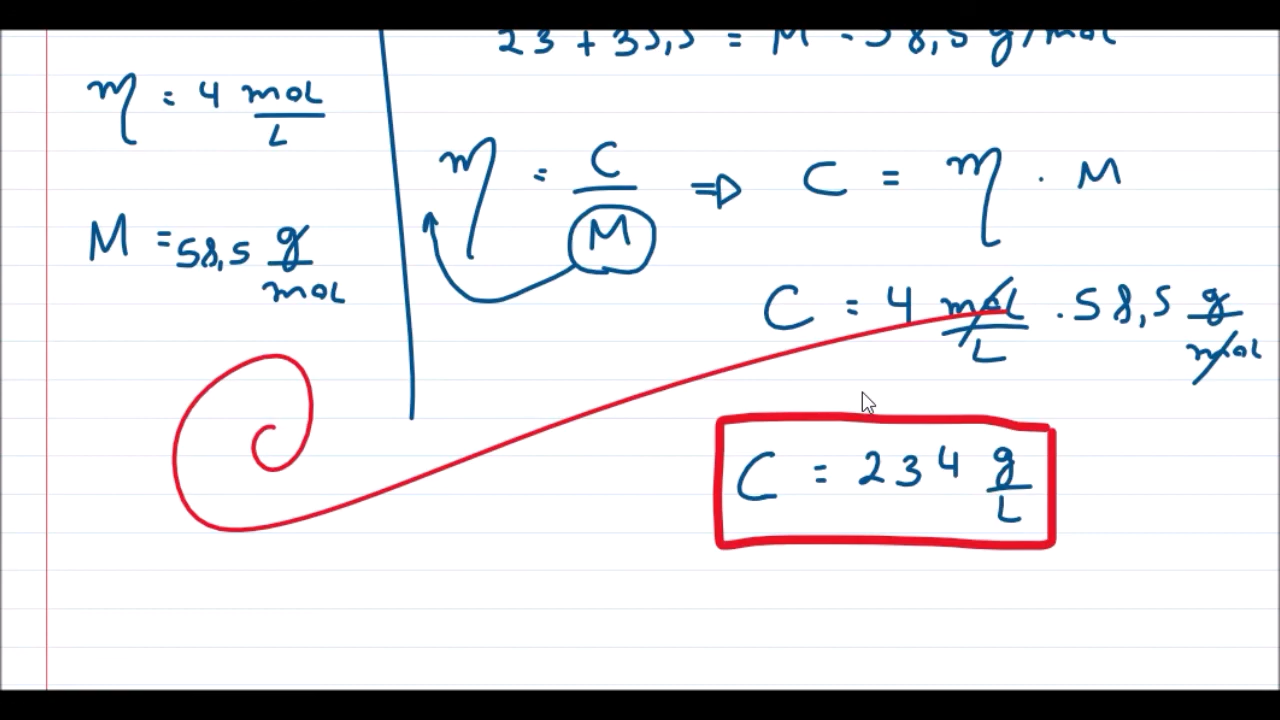 23 + 35,5 = M = 58,5 g/mol
η = 4 mol/L
η = C/M ⇒ C = η . M
M = 58,5 g/mol
C = 4 mol/L . 58,5 g/mol
C = 234 g/L